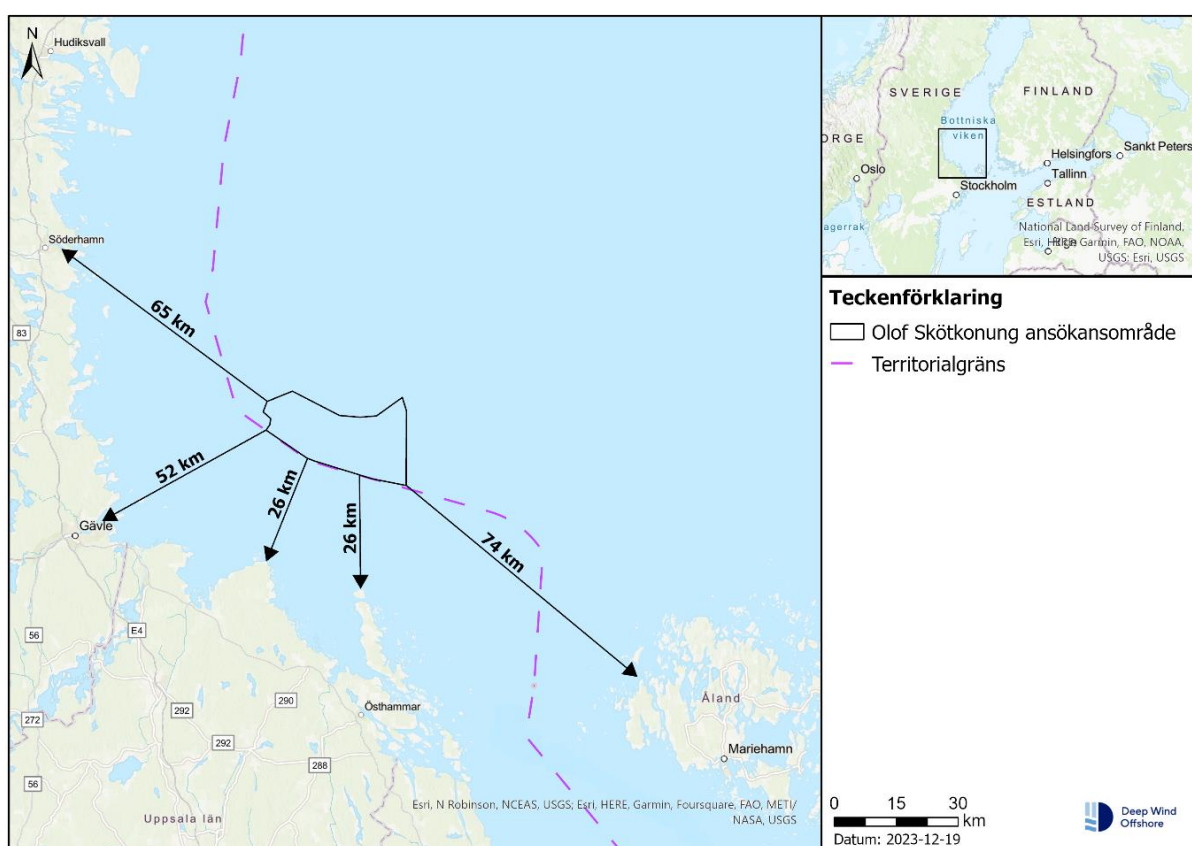 N
Hudiksvall
Söderhamn
83
65 km
52 km
26 km
26 km
74 km
Gävle
56
E4
292
290
272
292
288
56
Östhammar
Åland
Mariehamn
Uppsala län
Esri, N Robinson, NCEAS, USGS; Esri, HERE, Garmin, Foursquare, FAO, METI/
NASA, USGS
SVERIGE
FINLAND
Bottniska
viken
ORGE
Oslo
Helsingfors
Sankt Peters
Tallinn
Stockholm
ESTLAND
agerrak
National Land Survey of Finland,
Esri, HERE, Garmin, FAO, NOAA,
USGS; Esri, USGS
Teckenförklaring
Olof Skötkonung ansökansområde
Territorialgräns
0 15 30
km
Datum: 2023-12-19
Deep Wind
Offshore